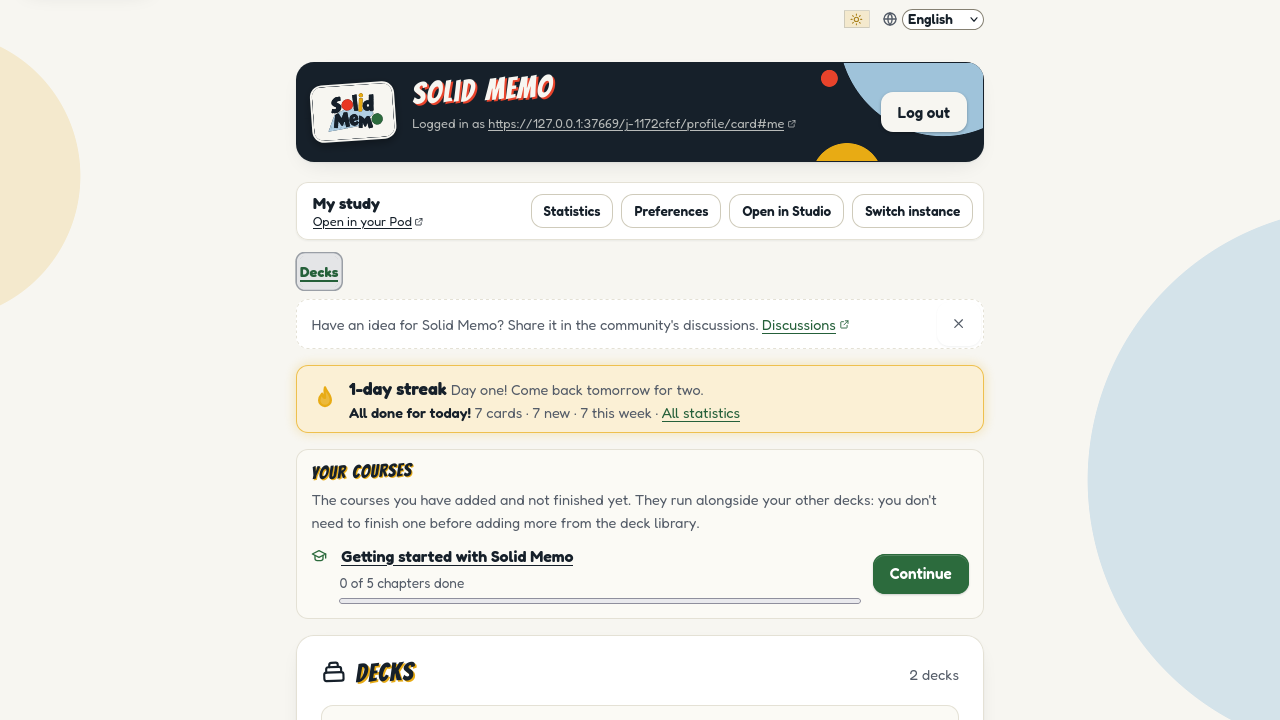 English
Solid Memo
SOLID MEMO
Logged in as https://127.0.0.1:37669/j-1172cfcf/profile/card#me
Log out
My study
Open in your Pod
Statistics
Preferences
Open in Studio
Switch instance
Decks
Have an idea for Solid Memo? Share it in the community's discussions. Discussions
1-day streak Day one! Come back tomorrow for two.
All done for today! 7 cards · 7 new · 7 this week · All statistics
YOUR COURSES
The courses you have added and not finished yet. They run alongside your other decks: you don't
need to finish one before adding more from the deck library.
Getting started with Solid Memo
0 of 5 chapters done
Continue
DECKS
2 decks